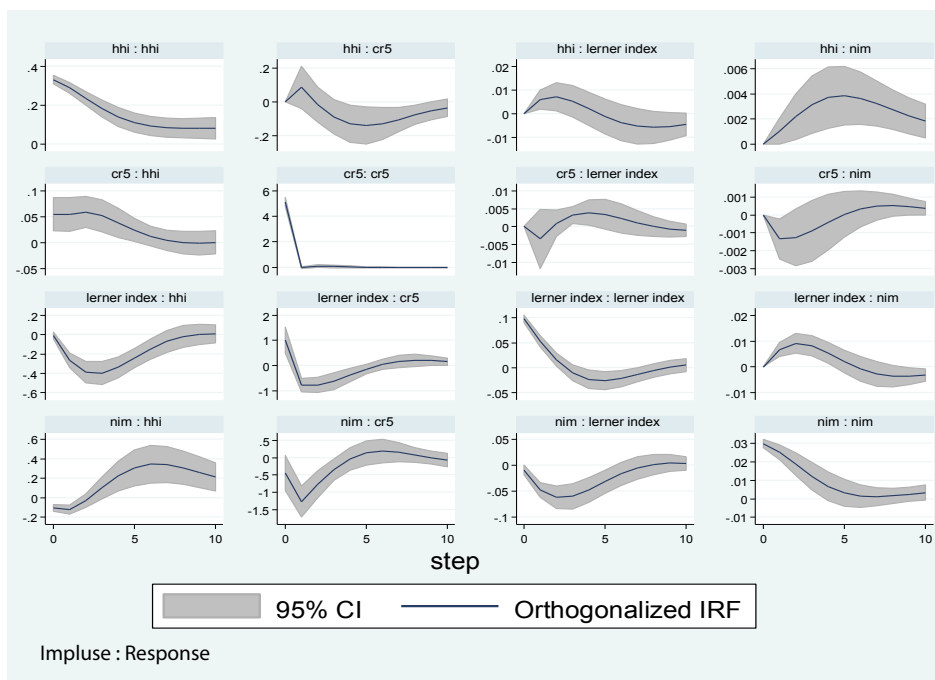 hhi : hhi
hhi : cr5
hhi : lerner index
hhi : nim
.4
.2
0
.2
0
-.2
.02
.01
0
-.01
.006
.004
.002
0
cr5 : hhi
cr5: cr5
cr5 : lerner index
cr5 : nim
.1
.05
0
-.05
6
4
2
0
.01
.005
0
-.005
-.01
.001
0
-.001
-.002
-.003
lerner index : hhi
lerner index : cr5
lerner index : lerner index
lerner index : nim
.2
0
-.2
-.4
-.6
2
1
0
-1
.1
.05
0
-.05
.02
.01
0
-.01
nim : hhi
nim : cr5
nim : lerner index
nim : nim
.6
.4
.2
0
-.2
.5
0
-.5
-1
-1.5
.05
0
-.05
-.1
.03
.02
.01
0
-.01
0 5 10
0 5 10
0 5 10
0 5 10
step
95% CI
Orthogonalized IRF
Impluse : Response